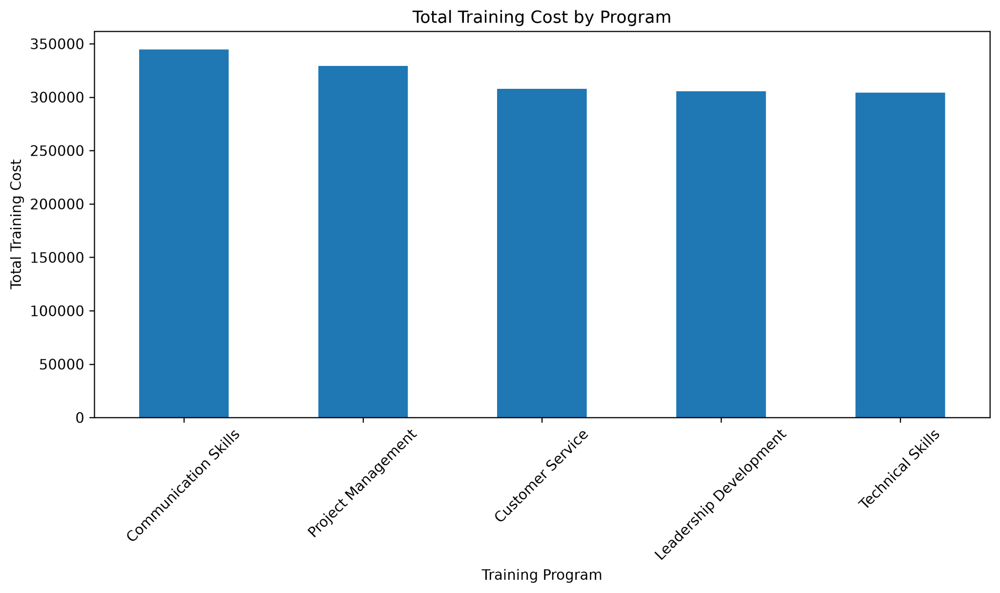 Total Training Cost by Program
Total Training Cost
350000
300000
250000
200000
150000
100000
50000
0
Communication Skills
Project Management
Customer Service
Leadership Development
Technical Skills
Training Program